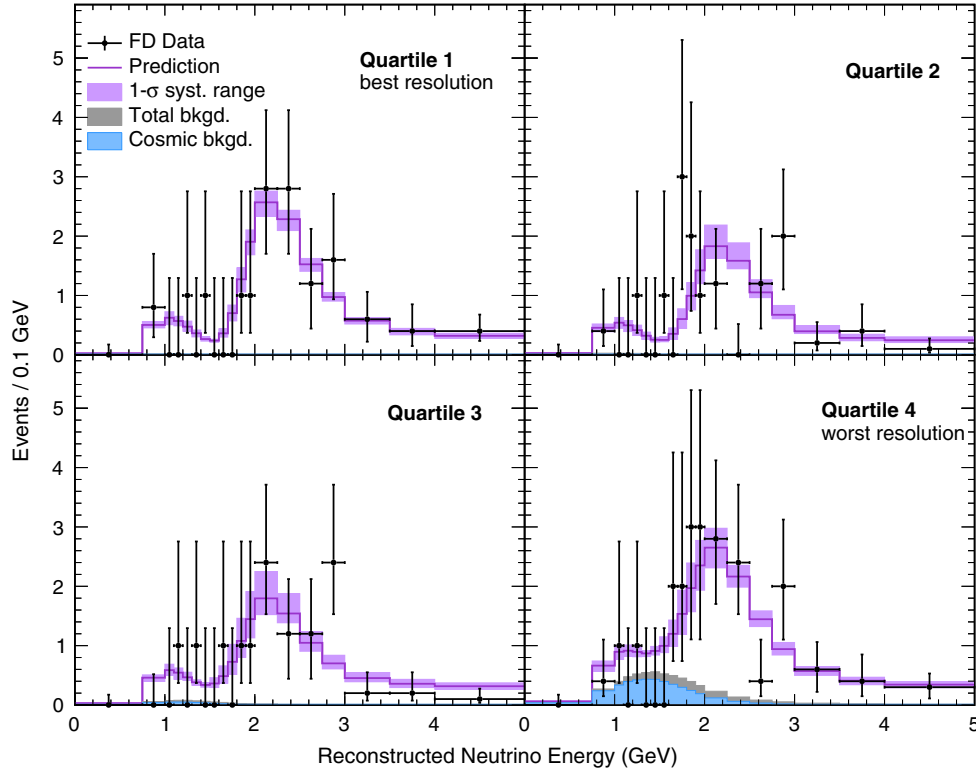 FD Data
Prediction
1-σ syst. range
Total bkgd.
Cosmic bkgd.
Quartile 1
best resolution
Quartile 2
Quartile 3
Quartile 4
worst resolution
5
4
3
2
1
0
5
4
3
2
1
0
0 1 2 3 4 0 1 2 3 4 5
Events / 0.1 GeV
Reconstructed Neutrino Energy (GeV)